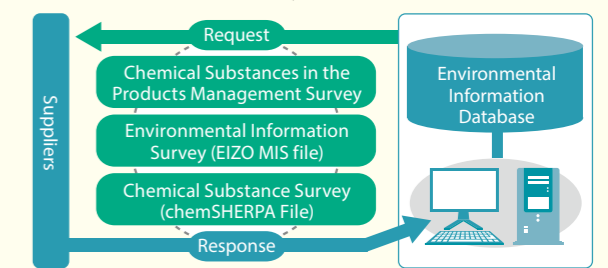 Request
Suppliers
Chemical Substances in the
Products Management Survey
Environmental Information
Survey (EIZO MIS file)
Chemical Substance Survey
(chemSHERPA File)
Response
Environmental
Information
Database